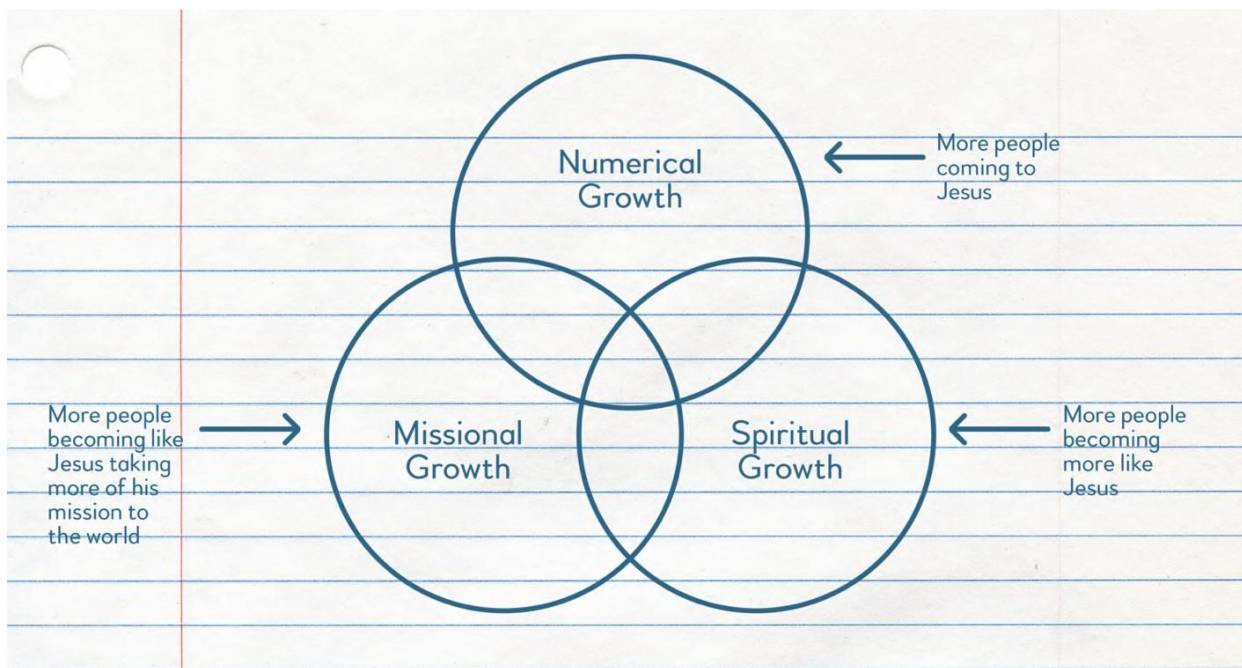 Numerical
Growth
More people
coming to
Jesus
Missional
Growth
More people
becoming like
Jesus taking
more of his
mission to
the world
Spiritual
Growth
More people
becoming
more like
Jesus